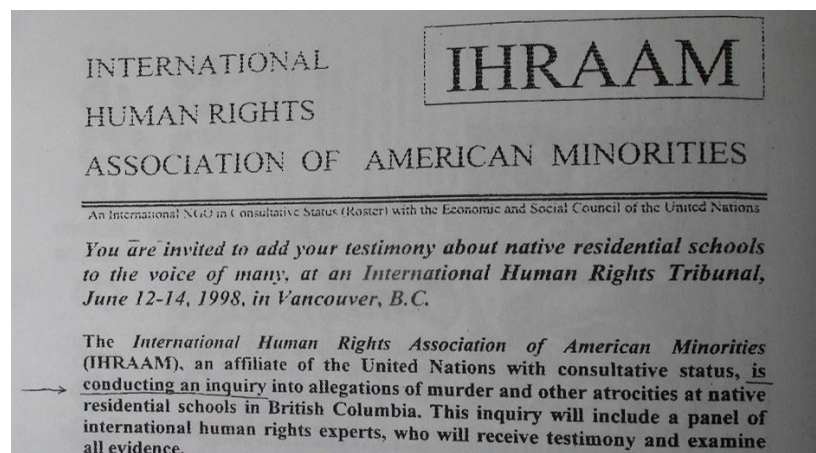 INTERNATIONAL
HUMAN RIGHTS
ASSOCIATION OF AMERICAN MINORITIES
IHRAAM
An International NGO in Consultative Status (Roster) with the Economic and Social Council of the United Nations
You are invited to add your testimony about native residential schools
to the voice of many, at an International Human Rights Tribunal,
June 12-14, 1998, in Vancouver, B.C.
The International Human Rights Association of American Minorities
(IHRAAM), an affiliate of the United Nations with consultative status, is
conducting an inquiry into allegations of murder and other atrocities at native
residential schools in British Columbia. This inquiry will include a panel of
international human rights experts, who will receive testimony and examine
all evidence.